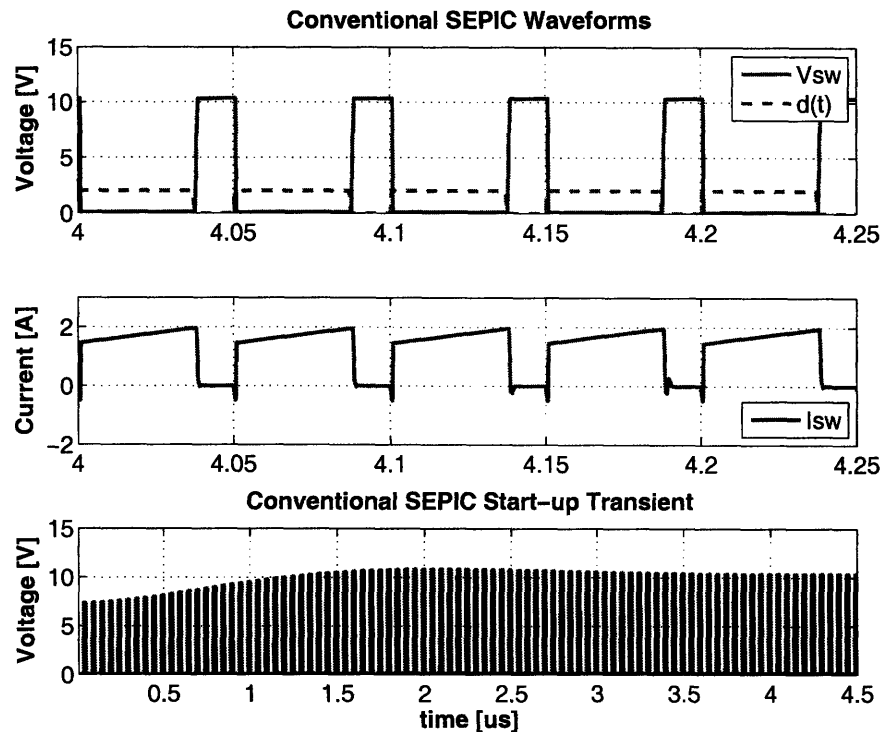 Conventional SEPIC Waveforms
Voltage [V]
15
10
5
0
Vsw
d(t)
4 4.05 4.1 4.15 4.2 4.25
Current [A]
2
0
−2
Isw
4 4.05 4.1 4.15 4.2 4.25
Conventional SEPIC Start−up Transient
Voltage [V]
15
10
5
0
0.5 1 1.5 2 2.5 3 3.5 4 4.5
time [us]